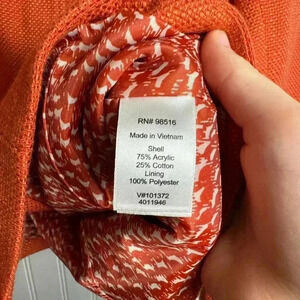 RN# 98516
Made in Vietnam
Shell
75% Acrylic
25% Cotton
Lining
100% Polyester
V#101372
4011946